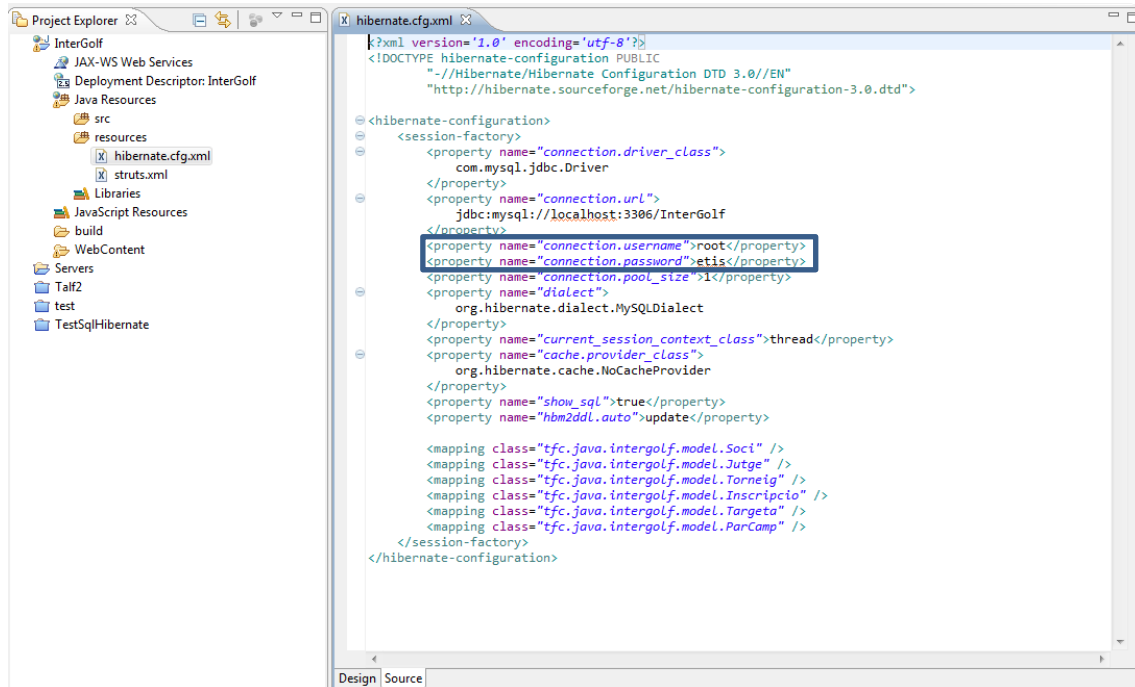 Project Explorer
InterGolf
JAX-WS Web Services
Deployment Descriptor: InterGolf
Java Resources
src
resources
hibernate.cfg.xml
struts.xml
Libraries
JavaScript Resources
build
WebContent
Servers
Talf2
test
TestSqlHibernate
hibernate.cfg.xml
<?xml version='1.0' encoding='utf-8'?>
<!DOCTYPE hibernate-configuration PUBLIC
"-//Hibernate/Hibernate Configuration DTD 3.0//EN"
"http://hibernate.sourceforge.net/hibernate-configuration-3.0.dtd">
<hibernate-configuration>
<session-factory>
<property name="connection.driver_class">
com.mysql.jdbc.Driver
</property>
<property name="connection.url">
jdbc:mysql://localhost:3306/InterGolf
</property>
<property name="connection.username">root</property>
<property name="connection.password">etis</property>
<property name="connection.pool_size">1</property>
<property name="dialect">
org.hibernate.dialect.MySQLDialect
</property>
<property name="current_session_context_class">thread</property>
<property name="cache.provider_class">
org.hibernate.cache.NoCacheProvider
</property>
<property name="show_sql">true</property>
<property name="hbm2ddl.auto">update</property>
<mapping class="tfc.java.intergolf.model.Soci" />
<mapping class="tfc.java.intergolf.model.Jutge" />
<mapping class="tfc.java.intergolf.model.Torneig" />
<mapping class="tfc.java.intergolf.model.Inscripcio" />
<mapping class="tfc.java.intergolf.model.Targeta" />
<mapping class="tfc.java.intergolf.model.ParCamp" />
</session-factory>
</hibernate-configuration>
Design Source